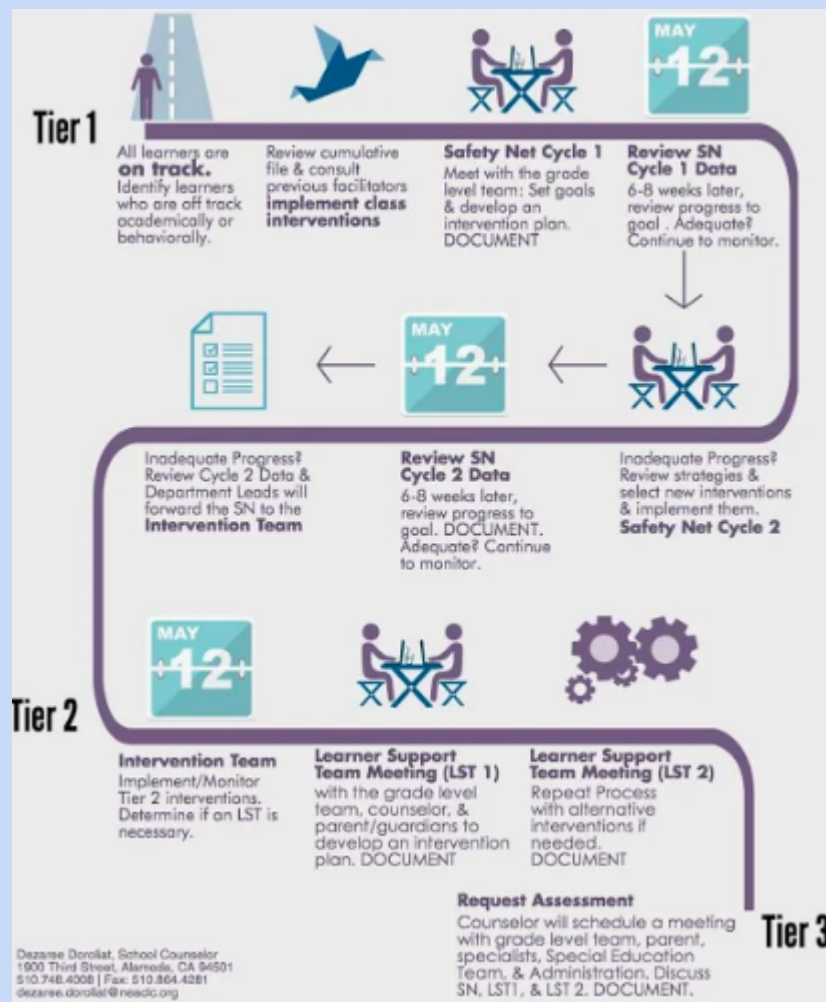 Tier 1
MAY
12
All learners are
on track.
Identify learners
who are off track
academically or
behaviorally.
Review cumulative
file & consult
previous facilitators
implement class
interventions
Safety Net Cycle 1
Meet with the grade
level team: Set goals
& develop an
intervention plan.
DOCUMENT
Review SN
Cycle 1 Data
6-8 weeks later,
review progress to
goal . Adequate?
Continue to monitor.
MAY
12
Inadequate Progress?
Review strategies &
select new interventions
& implement them.
Safety Net Cycle 2
Review SN
Cycle 2 Data
6-8 weeks later,
review progress to
goal. DOCUMENT.
Adequate? Continue
to monitor.
Inadequate Progress?
Review Cycle 2 Data &
Department Leads will
forward the SN to the
Intervention Team
MAY
12
Tier 2
Intervention Team
Implement/Monitor
Tier 2 interventions.
Determine if an LST is
necessary.
Learner Support
Team Meeting (LST 1)
with the grade level
team, counselor, &
parent/guardians to
develop an intervention
plan. DOCUMENT
Learner Support
Team Meeting (LST 2)
Repeat Process
with alternative
interventions if
needed.
DOCUMENT
Request Assessment
Counselor will schedule a meeting
with grade level team, parent,
specialists, Special Education
Team, & Administration. Discuss
SN, LST1, & LST 2. DOCUMENT.
Tier 3
Dezaree Doroliat, School Counselor
1900 Third Street, Alameda, CA 94501
510.748.4008 | Fax: 510.864.4281